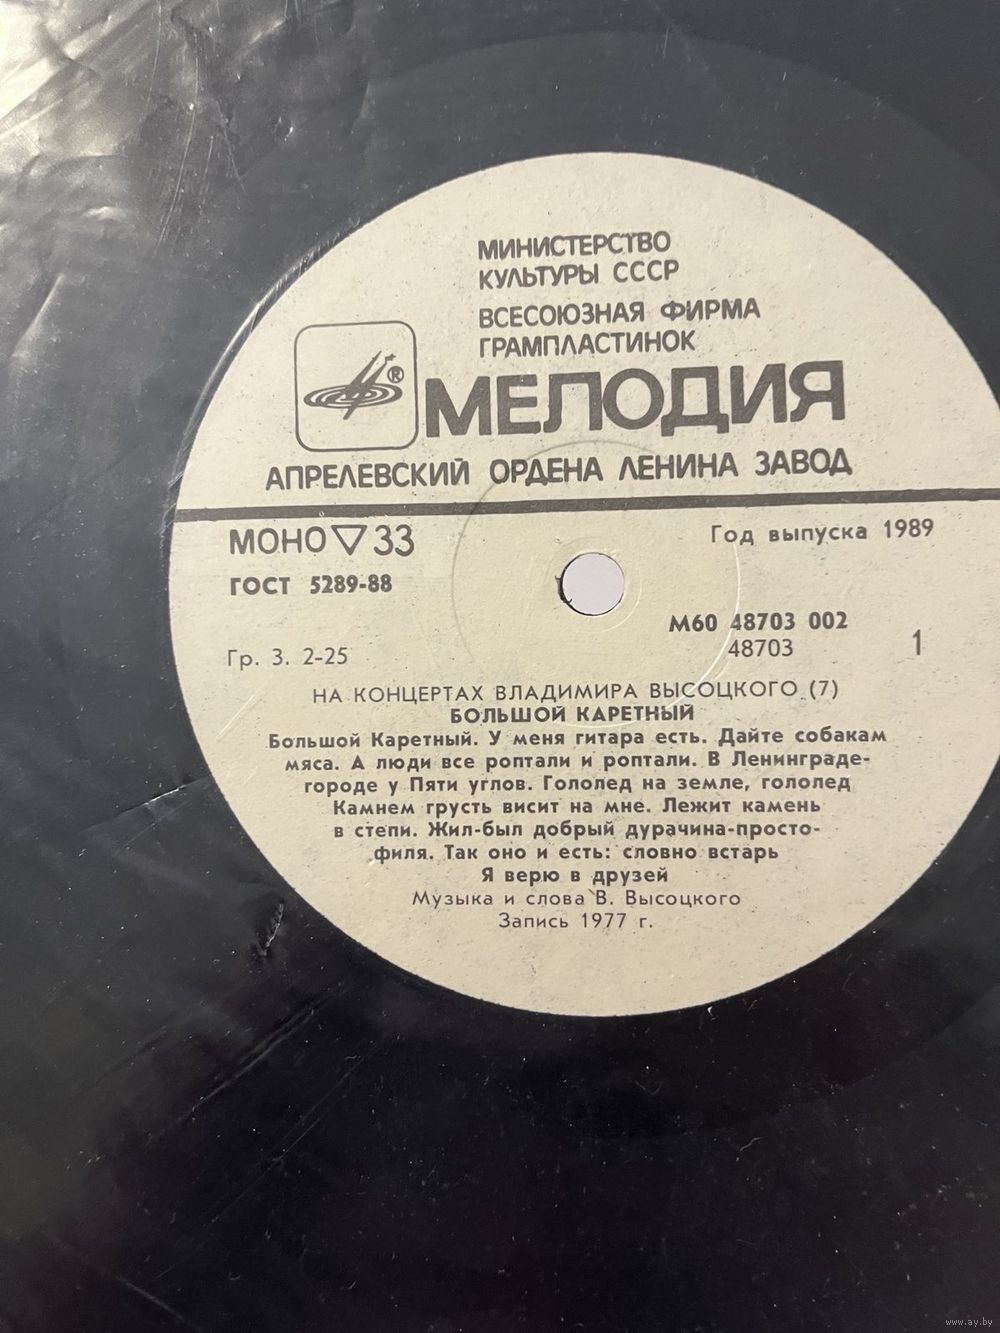 МИНИСТЕРСТВО
КУЛЬТУРЫ СССР
ВСЕСОЮЗНАЯ ФИРМА
ГРАМПЛАСТИНОК
® МЕЛОДИЯ
АПРЕЛЕВСКИЙ ОРДЕНА ЛЕНИНА ЗАВОД
МОНО ▽ 33
Год выпуска 1989
ГОСТ 5289-88
М60 48703 002
48703
1
Гр. 3. 2-25
НА КОНЦЕРТАХ ВЛАДИМИРА ВЫСОЦКОГО (7)
БОЛЬШОЙ КАРЕТНЫЙ
Большой Каретный. У меня гитара есть. Дайте собакам
мяса. А люди все роптали и роптали. В Ленинграде-
городе у Пяти углов. Гололед на земле, гололед
Камнем грусть висит на мне. Лежит камень
в степи. Жил-был добрый дурачина-просто-
филя. Так оно и есть: словно встарь
Я верю в друзей
Музыка и слова В. Высоцкого
Запись 1977 г.
www.ay.by